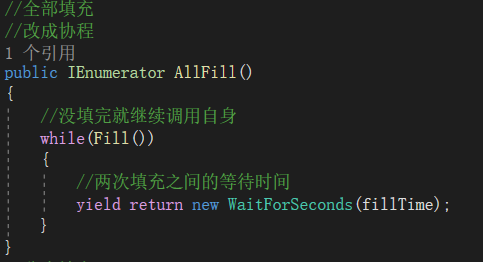 //全部填充
//改成协程
1 个引用
public IEnumerator AllFill()
{
//没填完就继续调用自身
while(Fill())
{
//两次填充之间的等待时间
yield return new WaitForSeconds(fillTime);
}
}